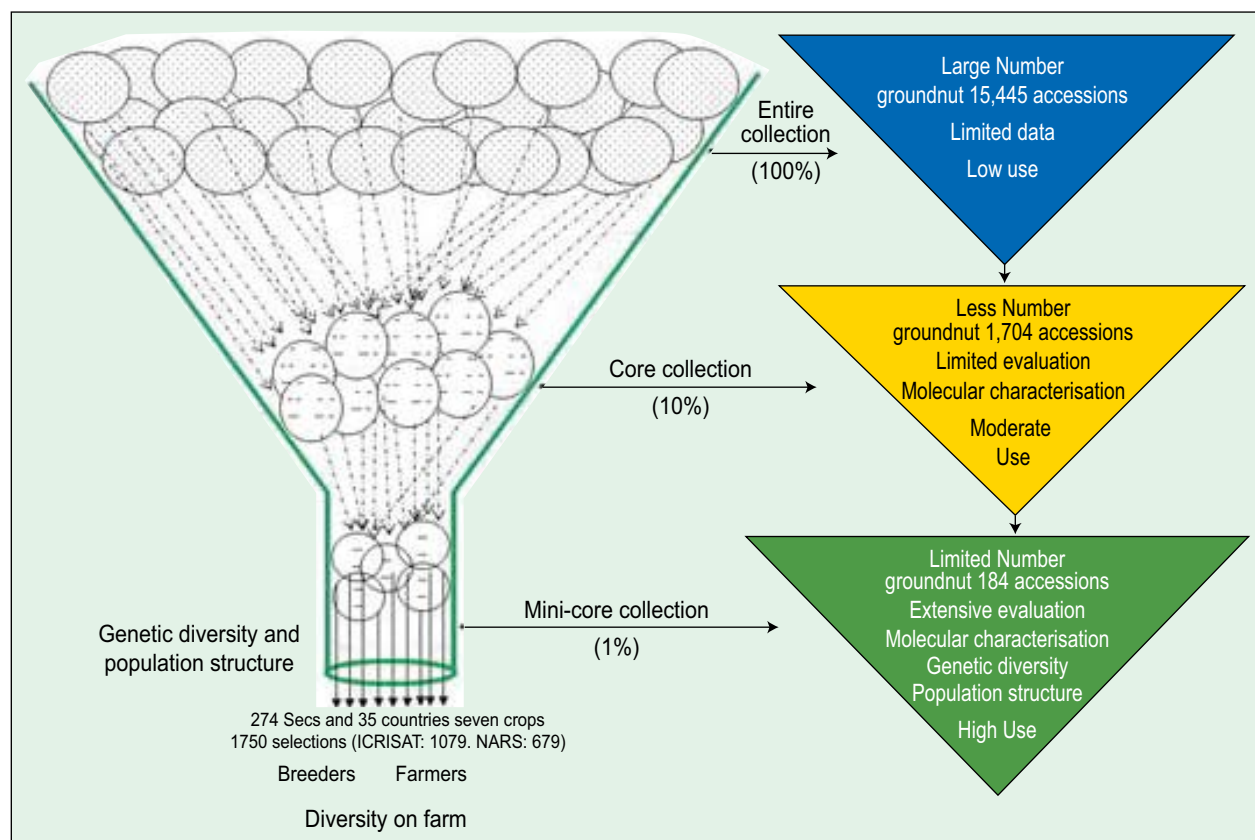 Entire
collection
(100%)
Large Number
groundnut 15,445 accessions
Limited data
Low use
Core collection
(10%)
Less Number
groundnut 1,704 accessions
Limited evaluation
Molecular characterisation
Moderate
Use
Mini-core collection
(1%)
Limited Number
groundnut 184 accessions
Extensive evaluation
Molecular characterisation
Genetic diversity
Population structure
High Use
Genetic diversity and
population structure
274 Secs and 35 countries seven crops
1750 selections (ICRISAT: 1079. NARS: 679)
Breeders Farmers
Diversity on farm